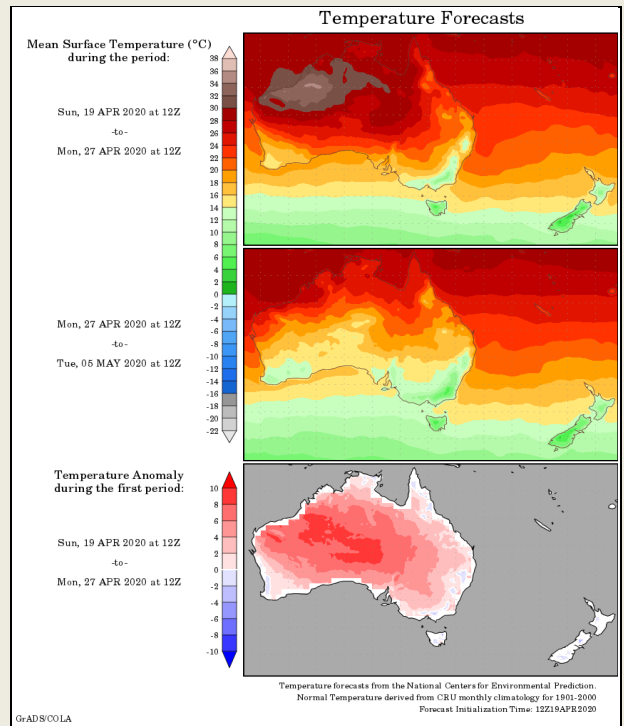 Temperature Forecasts
Mean Surface Temperature (°C)
during the period:
38
36
34
32
30
28
26
24
22
20
18
16
14
12
10
8
6
4
2
0
-2
-4
-6
-8
-10
-12
-14
-16
-18
-20
-22
Sun, 19 APR 2020 at 12Z
-to-
Mon, 27 APR 2020 at 12Z
Mon, 27 APR 2020 at 12Z
-to-
Tue, 05 MAY 2020 at 12Z
Temperature Anomaly
during the first period:
10
8
6
4
2
0
-2
-4
-6
-8
-10
Sun, 19 APR 2020 at 12Z
-to-
Mon, 27 APR 2020 at 12Z
Temperature forecasts from the National Centers for Environmental Prediction.
Normal Temperature derived from CRU monthly climatology for 1901-2000
Forecast Initialization Time: 12Z19APR2020
GrADS/COLA